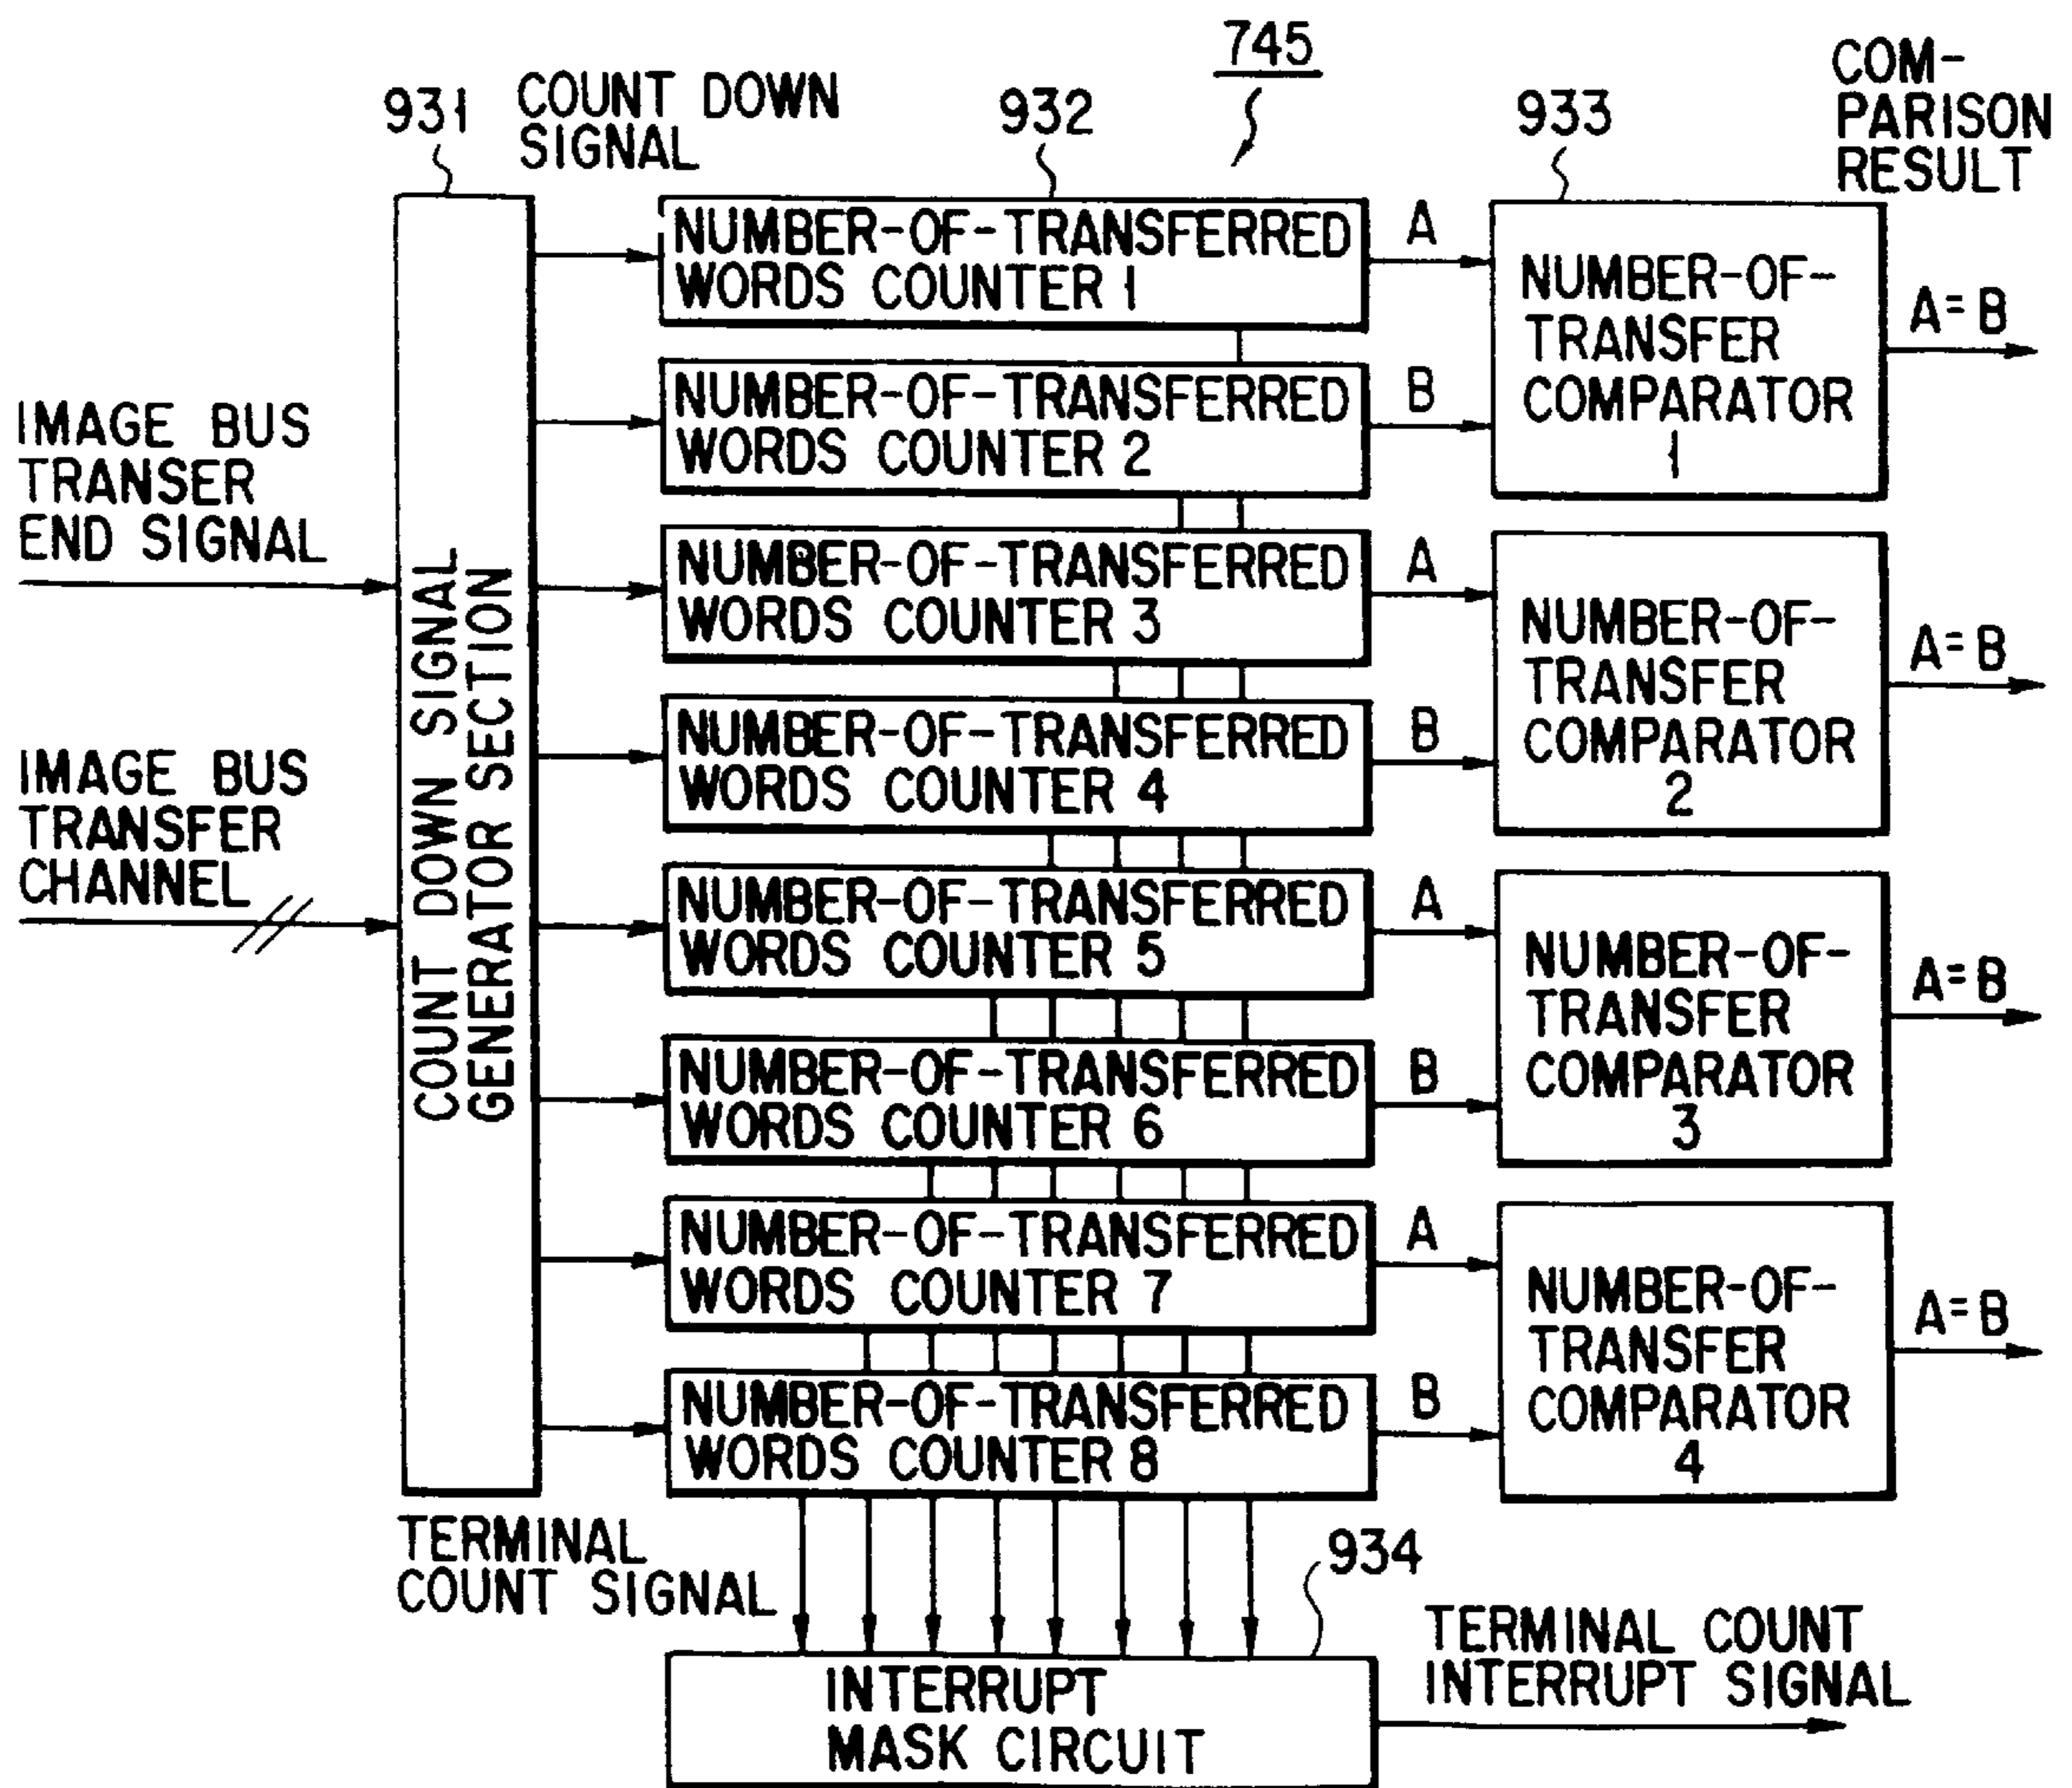 745
931
COUNT DOWN
SIGNAL
932
933
COM-
PARISON
RESULT
NUMBER-OF-TRANSFERRED
WORDS COUNTER 1
A
NUMBER-OF-
TRANSFER
COMPARATOR
1
A=B
NUMBER-OF-TRANSFERRED
WORDS COUNTER 2
B
IMAGE BUS
TRANSER
END SIGNAL
NUMBER-OF-TRANSFERRED
WORDS COUNTER 3
A
NUMBER-OF-
TRANSFER
COMPARATOR
2
A=B
NUMBER-OF-TRANSFERRED
WORDS COUNTER 4
B
COUNT DOWN SIGNAL
GENERATOR SECTION
IMAGE BUS
TRANSFER
CHANNEL
NUMBER-OF-TRANSFERRED
WORDS COUNTER 5
A
NUMBER-OF-
TRANSFER
COMPARATOR
3
A=B
NUMBER-OF-TRANSFERRED
WORDS COUNTER 6
B
NUMBER-OF-TRANSFERRED
WORDS COUNTER 7
A
NUMBER-OF-
TRANSFER
COMPARATOR
4
A=B
NUMBER-OF-TRANSFERRED
WORDS COUNTER 8
B
TERMINAL
COUNT SIGNAL
934
INTERRUPT
MASK CIRCUIT
TERMINAL COUNT
INTERRUPT SIGNAL